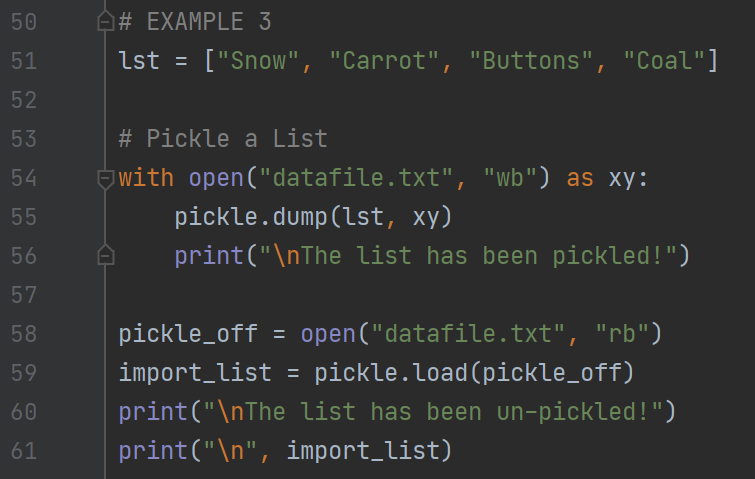 50 # EXAMPLE 3
51 lst = ["Snow", "Carrot", "Buttons", "Coal"]
52
53 # Pickle a List
54 with open("datafile.txt", "wb") as xy:
55     pickle.dump(lst, xy)
56     print("\nThe list has been pickled!")
57
58 pickle_off = open("datafile.txt", "rb")
59 import_list = pickle.load(pickle_off)
60 print("\nThe list has been un-pickled!")
61 print("\n", import_list)